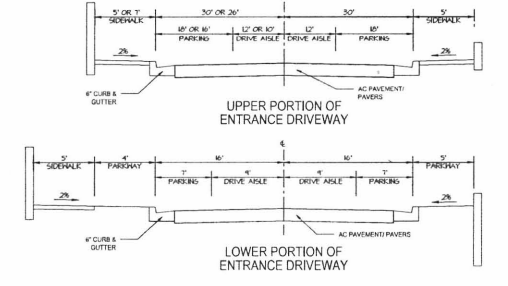 5' OR 7' 30' OR 26' 30' 5'
SIDEWALK SIDEWALK
18' OR 16' 12' OR 10' 12' 18'
PARKING DRIVE AISLE DRIVE AISLE PARKING
2% 2%
6" CURB &
GUTTER
AC PAVEMENT/
PAVERS
UPPER PORTION OF
ENTRANCE DRIVEWAY
℄
5' 4' 16' 16' 5'
SIDEWALK PARKWAY PARKWAY
7' 9' 9' 7'
PARKING DRIVE AISLE DRIVE AISLE PARKING
2% 2%
6" CURB &
GUTTER
AC PAVEMENT/ PAVERS
LOWER PORTION OF
ENTRANCE DRIVEWAY